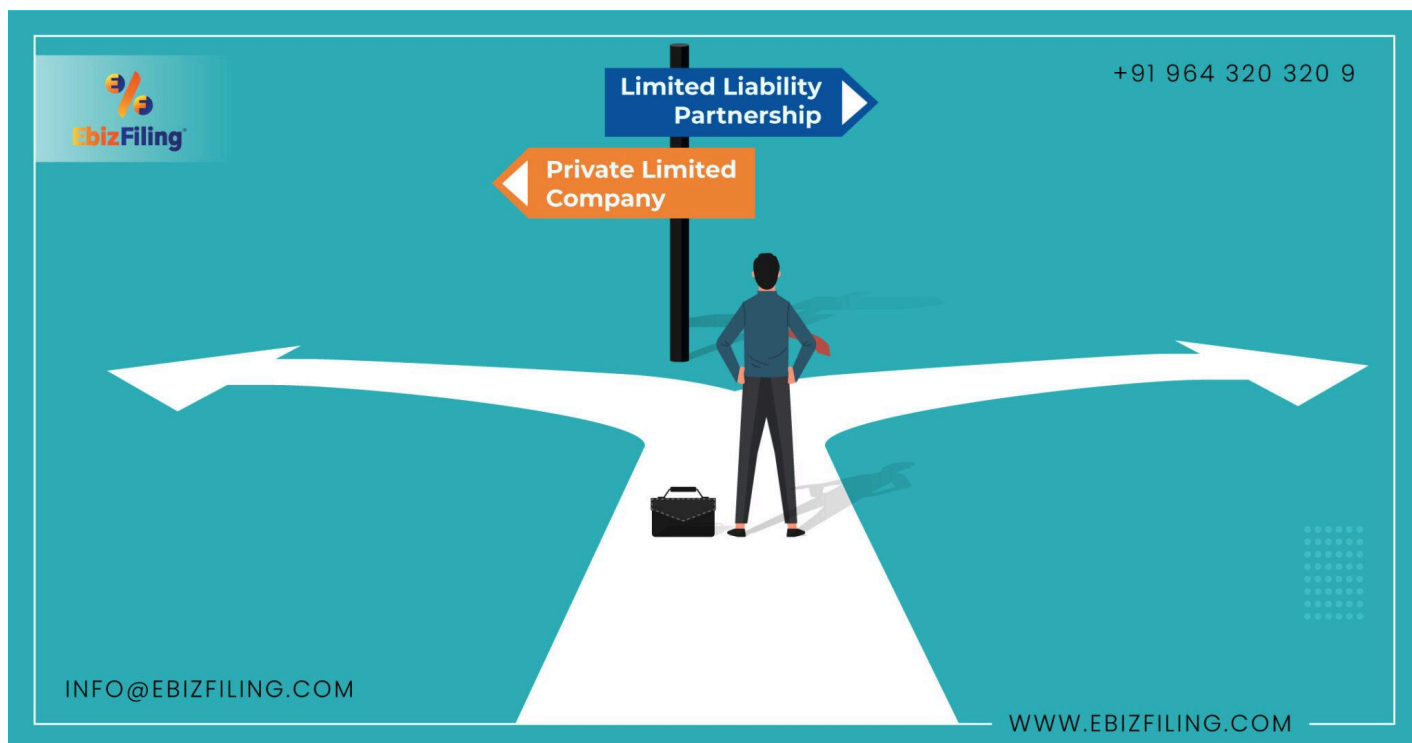 EbizFiling
Limited Liability
Partnership
+91 964 320 320 9
Private Limited
Company
INFO@EBIZFILING.COM
WWW.EBIZFILING.COM